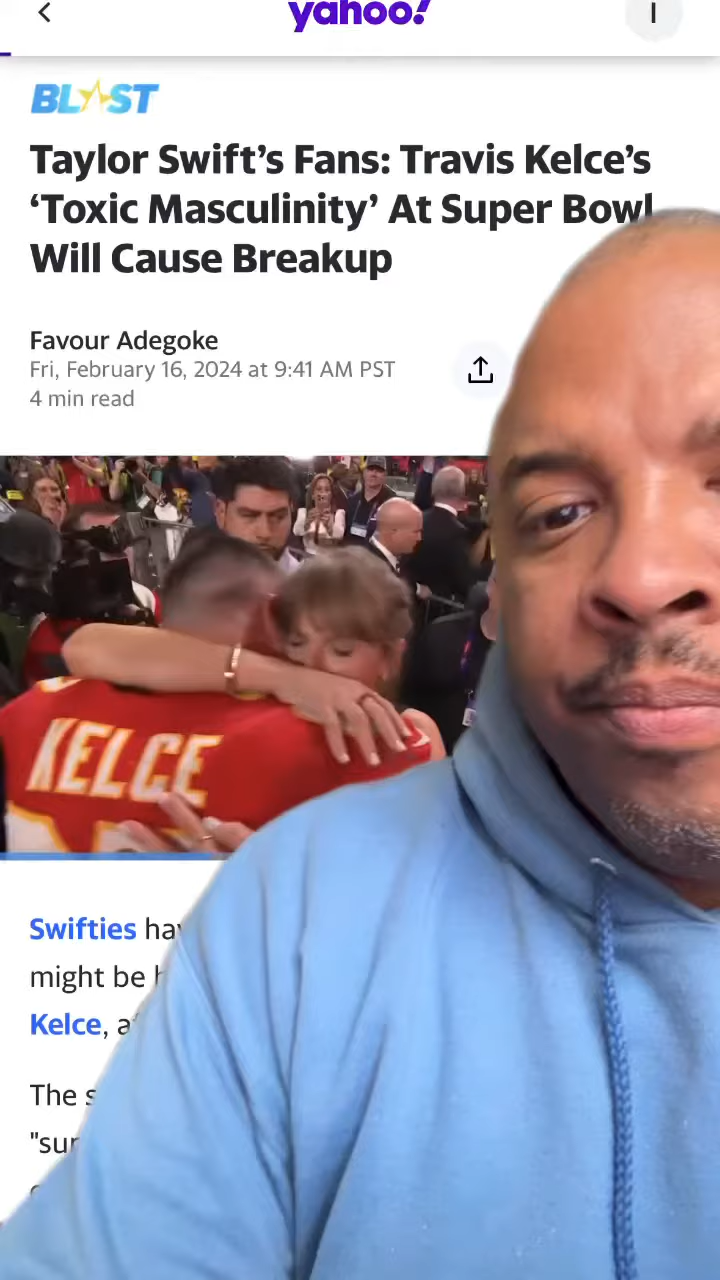 yahoo!
BLAST
Taylor Swift's Fans: Travis Kelce's
'Toxic Masculinity' At Super Bowl
Will Cause Breakup
Favour Adegoke
Fri, February 16, 2024 at 9:41 AM PST
4 min read
KELCE
Swifties
might be
Kelce,
The